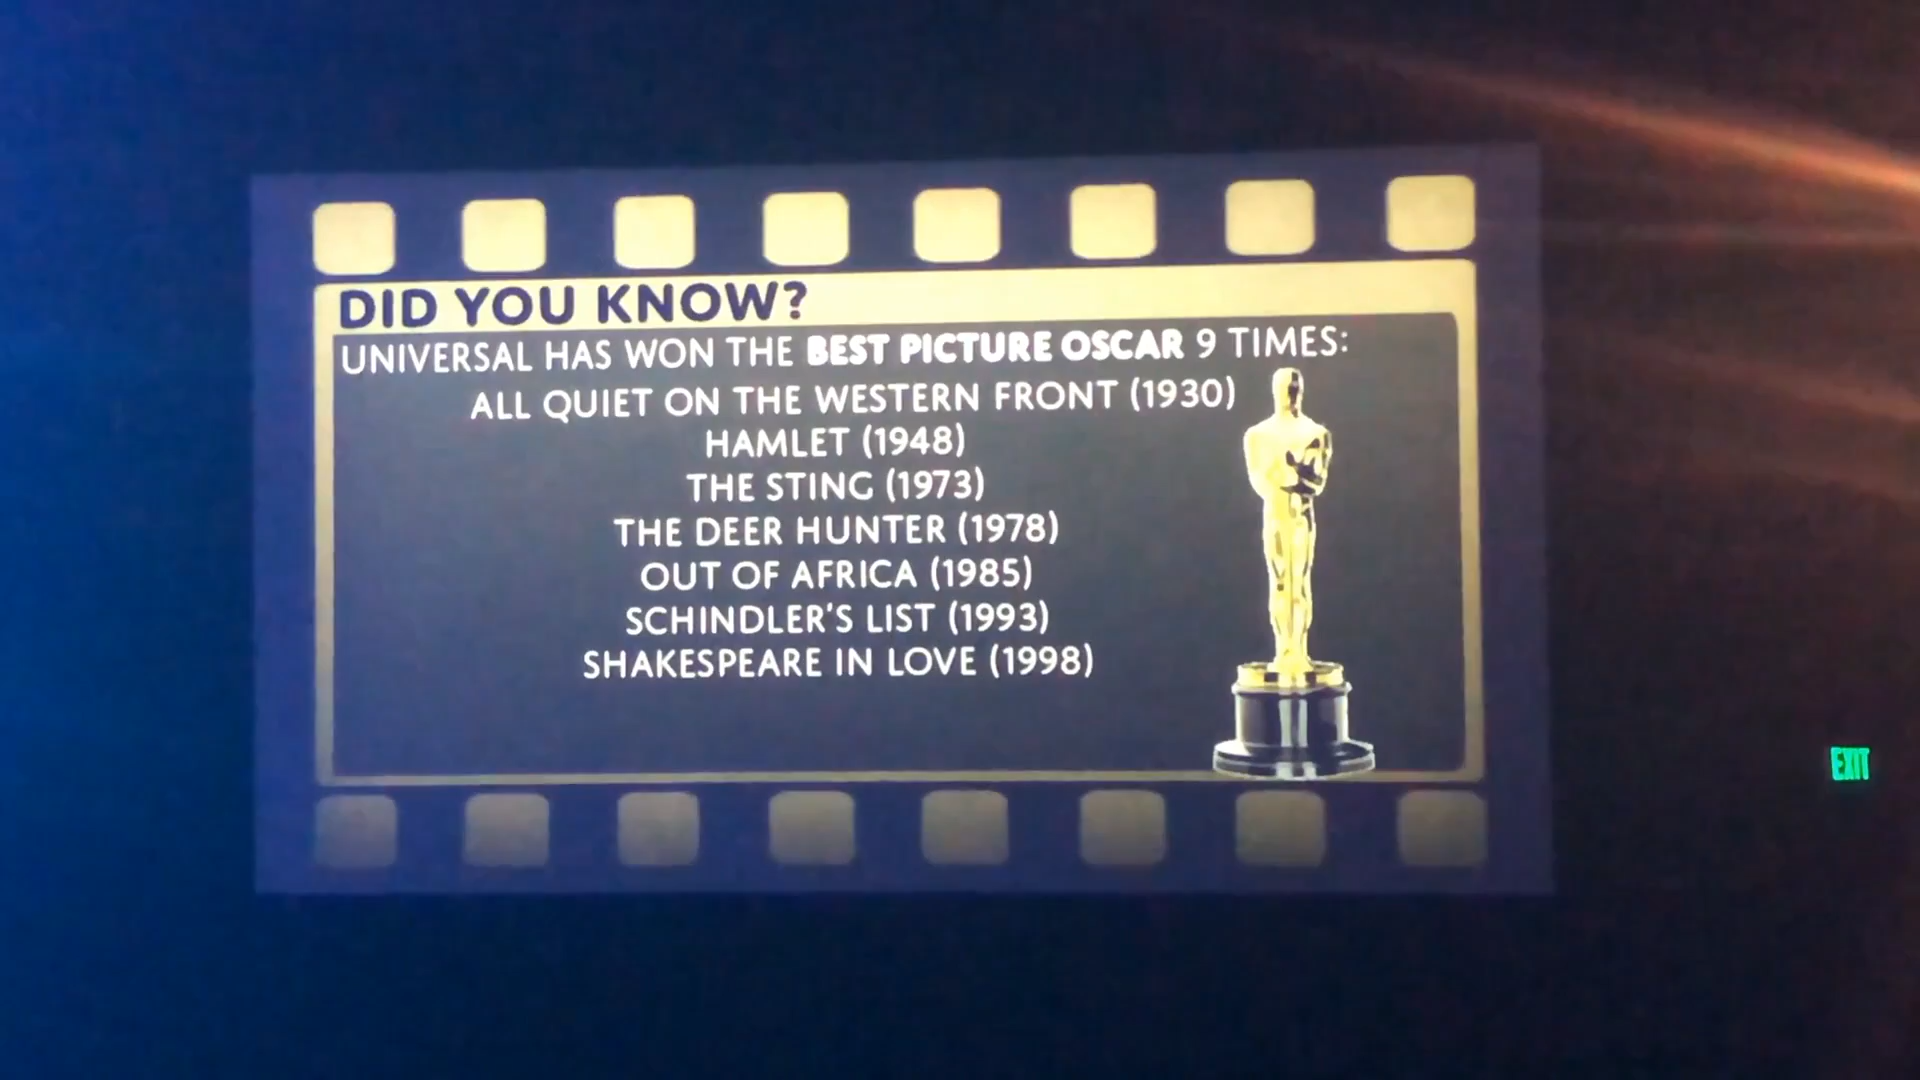 DID YOU KNOW?
UNIVERSAL HAS WON THE BEST PICTURE OSCAR 9 TIMES:
ALL QUIET ON THE WESTERN FRONT (1930)
HAMLET (1948)
THE STING (1973)
THE DEER HUNTER (1978)
OUT OF AFRICA (1985)
SCHINDLER'S LIST (1993)
SHAKESPEARE IN LOVE (1998)
EXIT